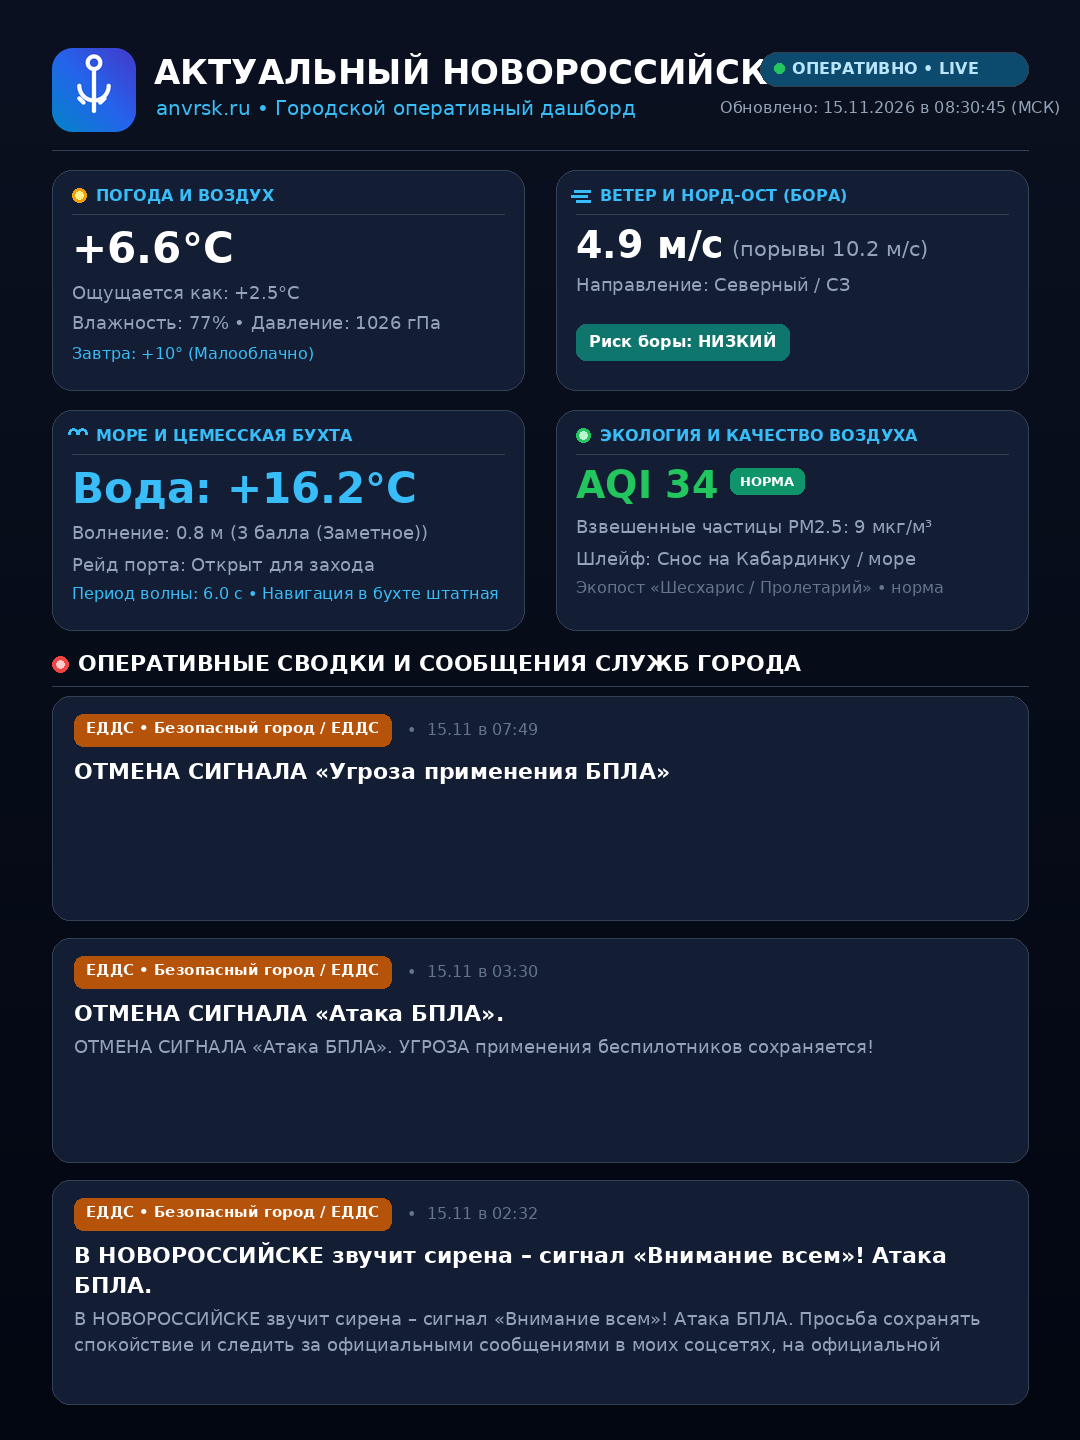 АКТУАЛЬНЫЙ НОВОРОССИЙСК
ОПЕРАТИВНО • LIVE
anvrsk.ru • Городской оперативный дашборд
Обновлено: 15.11.2026 в 08:30:45 (МСК)
ПОГОДА И ВОЗДУХ
+6.6°C
Ощущается как: +2.5°C
Влажность: 77% • Давление: 1026 гПа
Завтра: +10° (Малооблачно)
ВЕТЕР И НОРД-ОСТ (БОРА)
4.9 м/с (порывы 10.2 м/с)
Направление: Северный / СЗ
Риск боры: НИЗКИЙ
МОРЕ И ЦЕМЕССКАЯ БУХТА
Вода: +16.2°C
Волнение: 0.8 м (3 балла (Заметное))
Рейд порта: Открыт для захода
Период волны: 6.0 с • Навигация в бухте штатная
ЭКОЛОГИЯ И КАЧЕСТВО ВОЗДУХА
AQI 34 НОРМА
Взвешенные частицы PM2.5: 9 мкг/м³
Шлейф: Снос на Кабардинку / море
Экопост «Шесхарис / Пролетарий» • норма
ОПЕРАТИВНЫЕ СВОДКИ И СООБЩЕНИЯ СЛУЖБ ГОРОДА
ЕДДС • Безопасный город / ЕДДС • 15.11 в 07:49
ОТМЕНА СИГНАЛА «Угроза применения БПЛА»
ЕДДС • Безопасный город / ЕДДС • 15.11 в 03:30
ОТМЕНА СИГНАЛА «Атака БПЛА».
ОТМЕНА СИГНАЛА «Атака БПЛА». УГРОЗА применения беспилотников сохраняется!
ЕДДС • Безопасный город / ЕДДС • 15.11 в 02:32
В НОВОРОССИЙСКЕ звучит сирена – сигнал «Внимание всем»! Атака
БПЛА.
В НОВОРОССИЙСКЕ звучит сирена – сигнал «Внимание всем»! Атака БПЛА. Просьба сохранять
спокойствие и следить за официальными сообщениями в моих соцсетях, на официальной